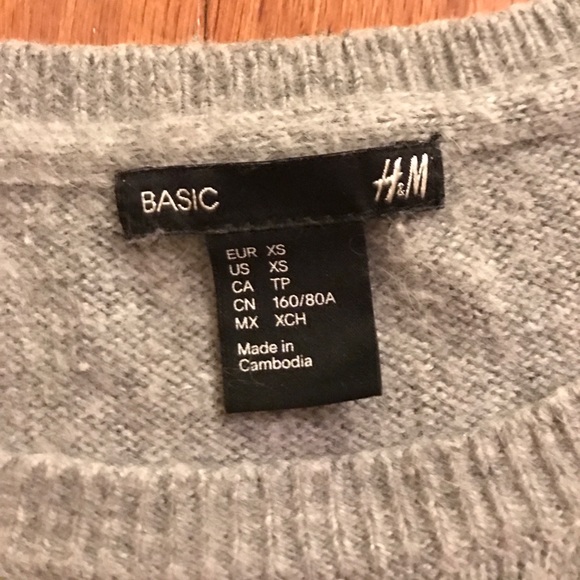 BASIC
H&M
EUR XS
US XS
CA TP
CN 160/80A
MX XCH
Made in
Cambodia